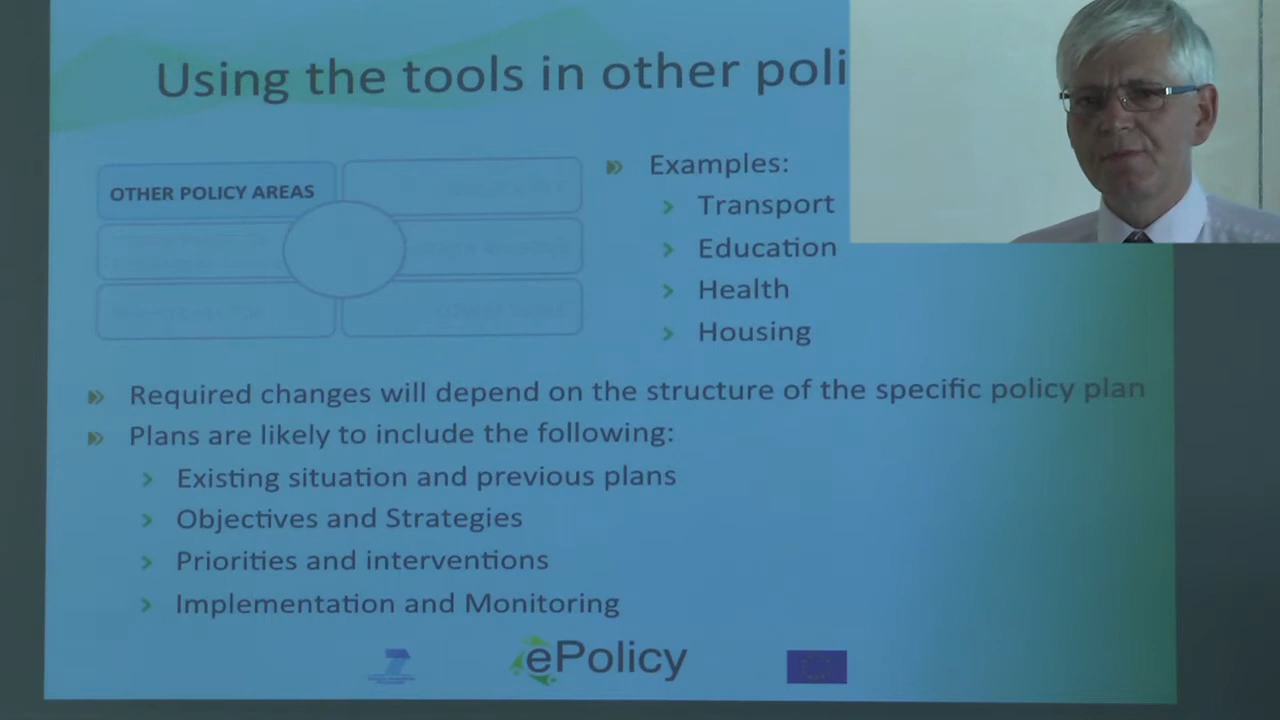 Using the tools in other poli
OTHER POLICY AREAS
Examples:
Transport
Education
Health
Housing
Required changes will depend on the structure of the specific policy plan
Plans are likely to include the following:
Existing situation and previous plans
Objectives and Strategies
Priorities and interventions
Implementation and Monitoring
ePolicy